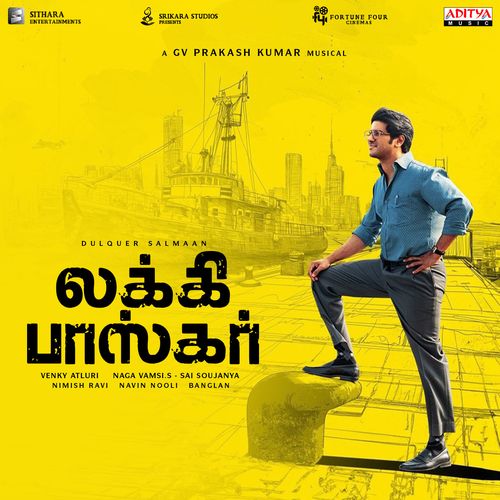 SITHARA
ENTERTAINMENTS
SRIKARA STUDIOS
PRESENTS
FORTUNE FOUR
CINEMAS
ADITYA
MUSIC
A GV PRAKASH KUMAR MUSICAL
DULQUER SALMAAN
லக்கி
பாஸ்கர்
VENKY ATLURI NAGA VAMSI.S - SAI SOUJANYA
NIMISH RAVI NAVIN NOOLI BANGLAN